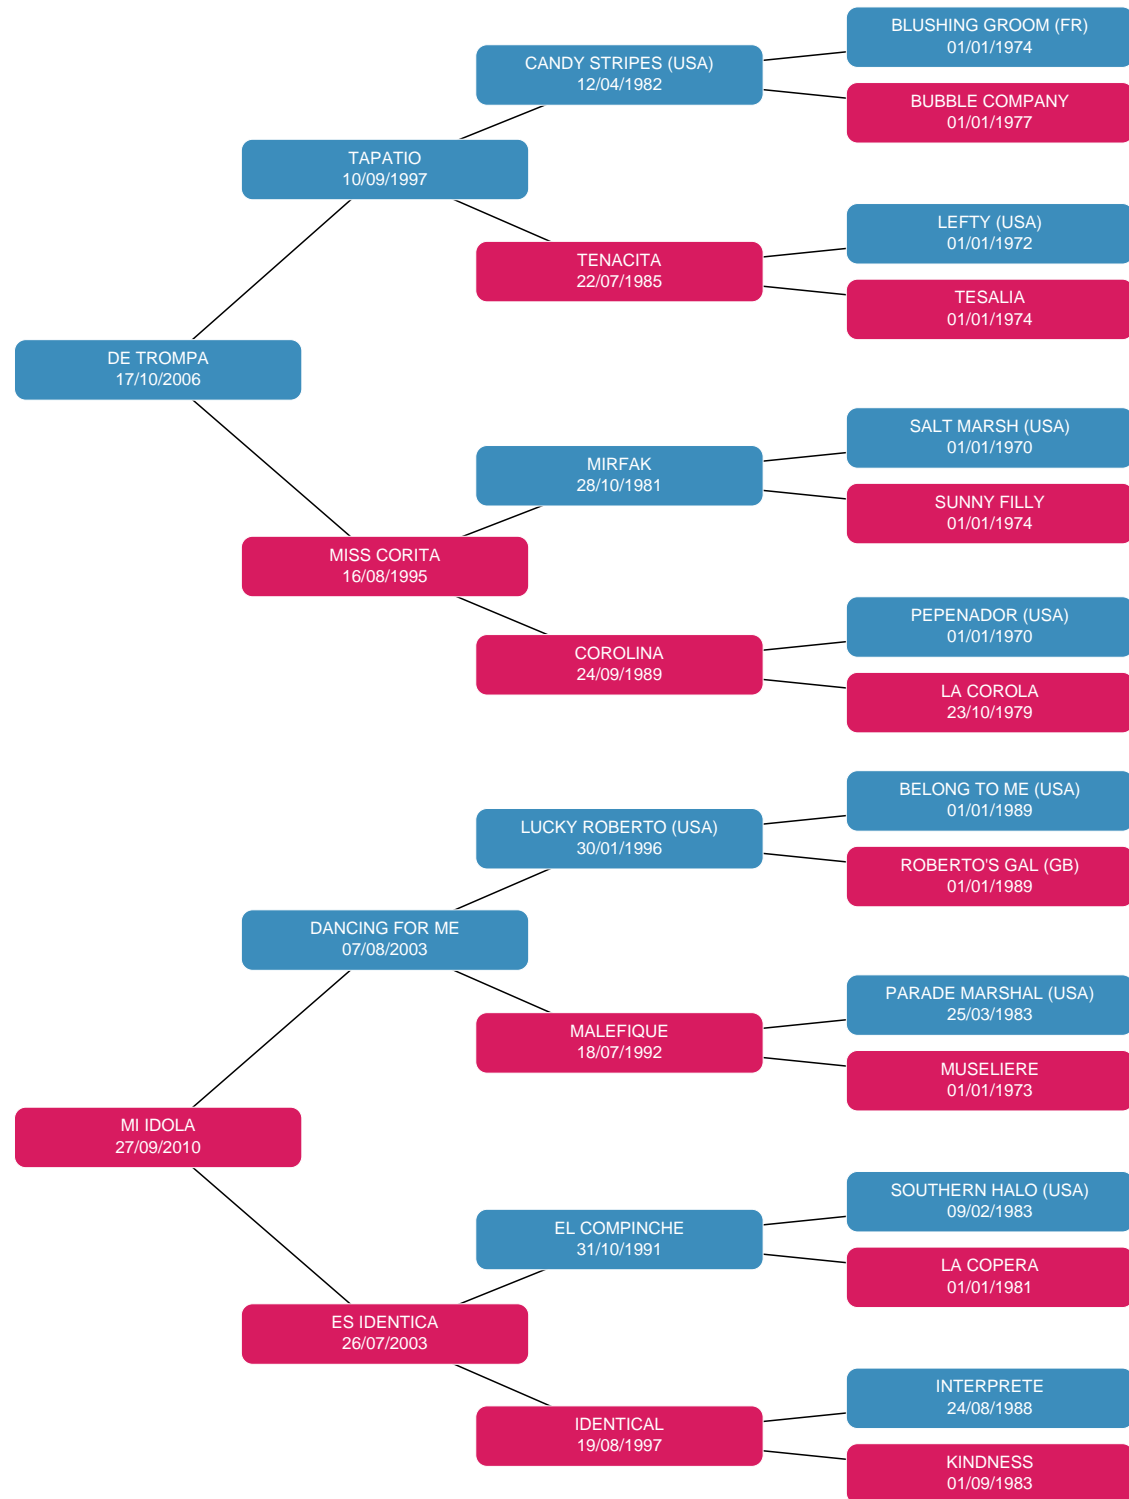 BLUSHING GROOM (FR)
01/01/1974
CANDY STRIPES (USA)
12/04/1982
BUBBLE COMPANY
01/01/1977
TAPATIO
10/09/1997
LEFTY (USA)
01/01/1972
TENACITA
22/07/1985
TESALIA
01/01/1974
DE TROMPA
17/10/2006
SALT MARSH (USA)
01/01/1970
MIRFAK
28/10/1981
SUNNY FILLY
01/01/1974
MISS CORITA
16/08/1995
PEPENADOR (USA)
01/01/1970
COROLINA
24/09/1989
LA COROLA
23/10/1979
BELONG TO ME (USA)
01/01/1989
LUCKY ROBERTO (USA)
30/01/1996
ROBERTO'S GAL (GB)
01/01/1989
DANCING FOR ME
07/08/2003
PARADE MARSHAL (USA)
25/03/1983
MALEFIQUE
18/07/1992
MUSELIERE
01/01/1973
MI IDOLA
27/09/2010
SOUTHERN HALO (USA)
09/02/1983
EL COMPINCHE
31/10/1991
LA COPERA
01/01/1981
ES IDENTICA
26/07/2003
INTERPRETE
24/08/1988
IDENTICAL
19/08/1997
KINDNESS
01/09/1983